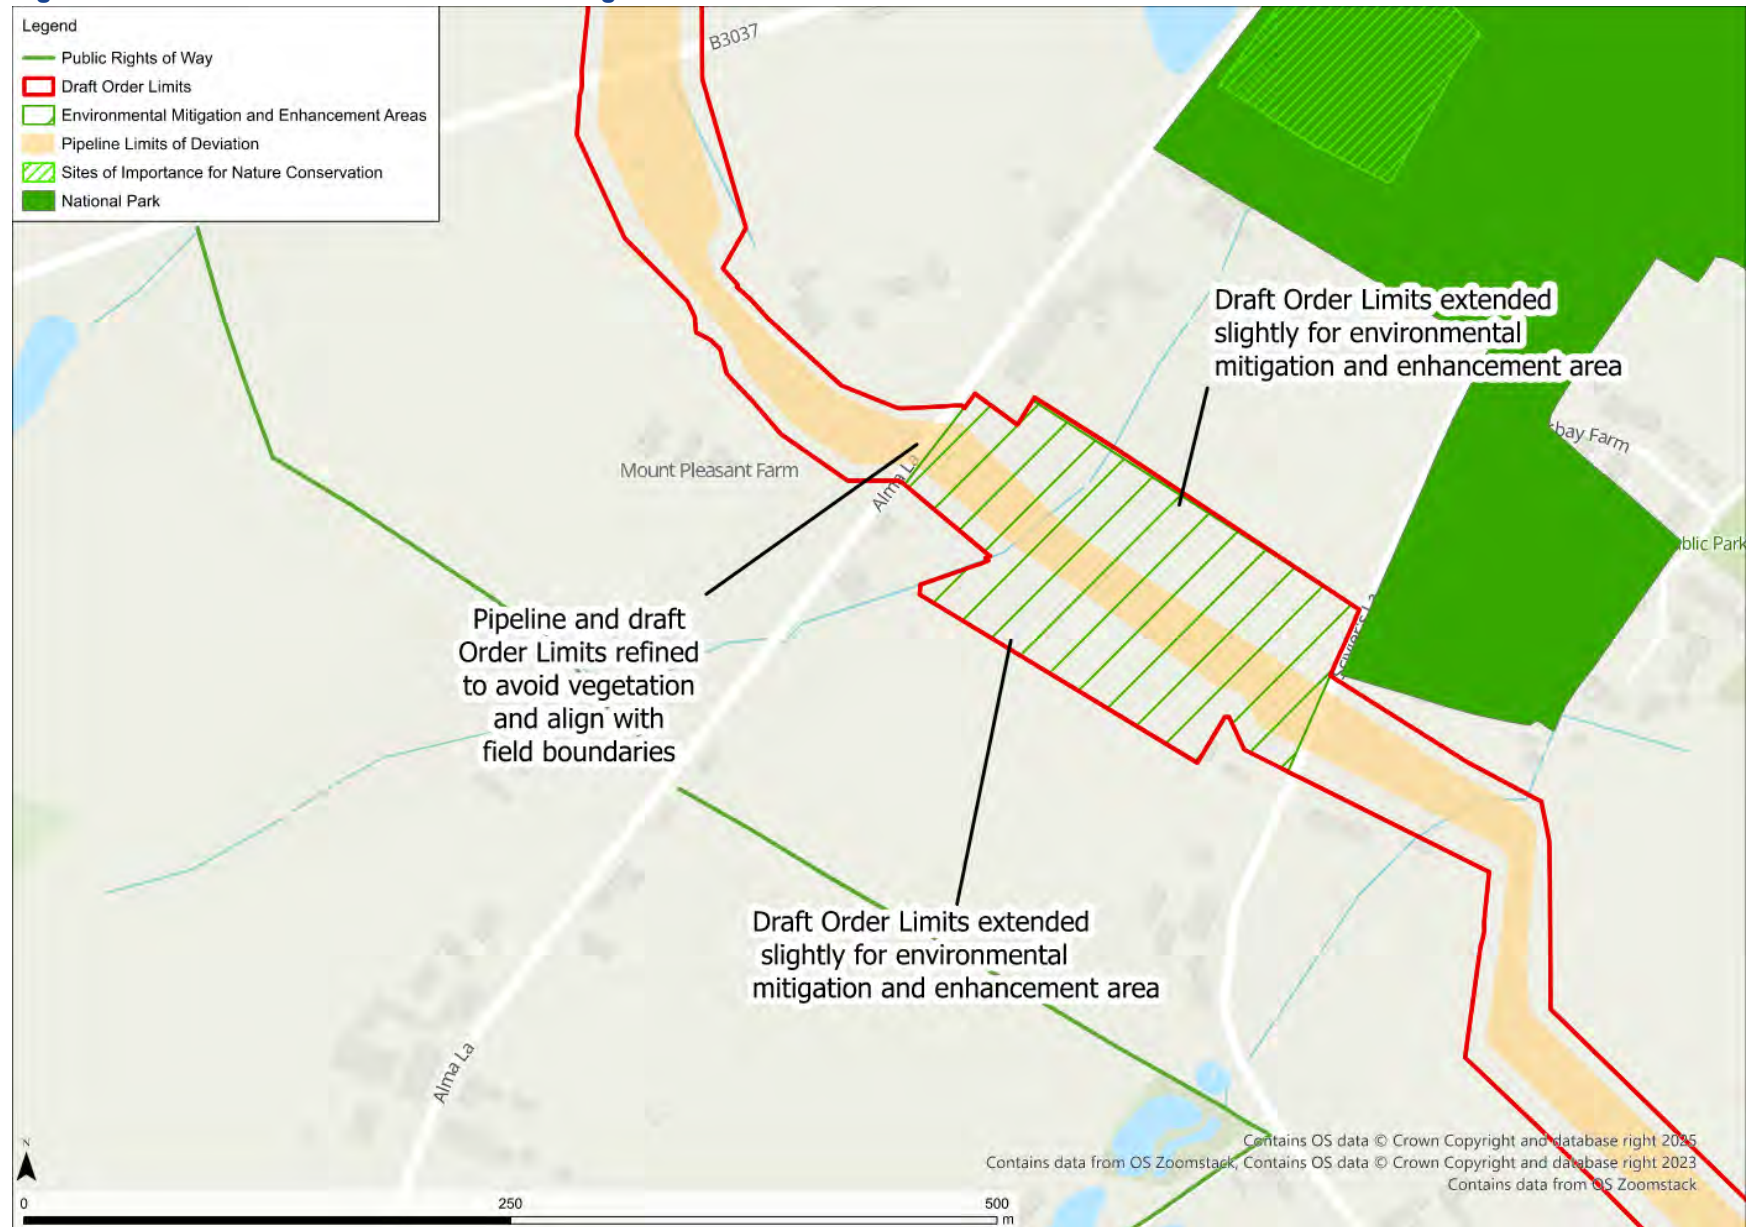 Legend
Public Rights of Way
Draft Order Limits
Environmental Mitigation and Enhancement Areas
Pipeline Limits of Deviation
Sites of Importance for Nature Conservation
National Park
B3037
Draft Order Limits extended
slightly for environmental
mitigation and enhancement area
bay Farm
Mount Pleasant Farm
Alma La
blic Park
Pipeline and draft
Order Limits refined
to avoid vegetation
and align with
field boundaries
Draft Order Limits extended
slightly for environmental
mitigation and enhancement area
Alma La
N
Contains OS data © Crown Copyright and database right 2025
Contains data from OS Zoomstack, Contains OS data © Crown Copyright and database right 2023
Contains data from OS Zoomstack
0 250 500
m